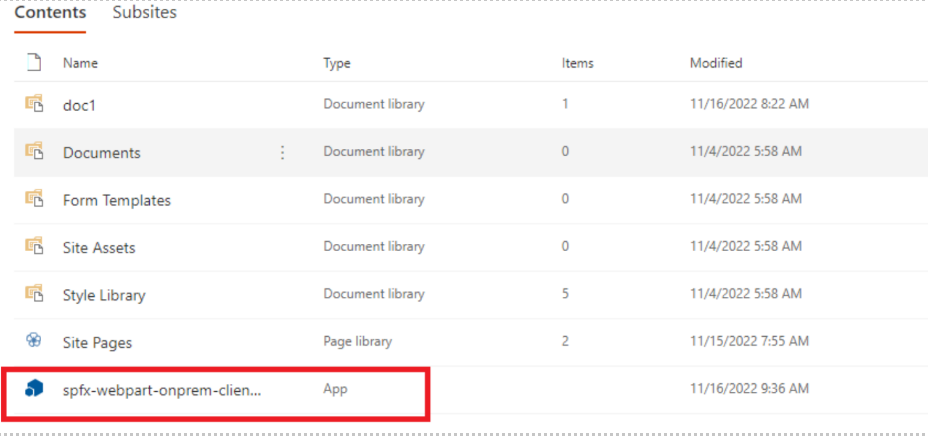 Contents Subsites
Name Type Items Modified
doc1 Document library 1 11/16/2022 8:22 AM
Documents Document library 0 11/4/2022 5:58 AM
Form Templates Document library 0 11/4/2022 5:58 AM
Site Assets Document library 0 11/4/2022 5:58 AM
Style Library Document library 5 11/4/2022 5:58 AM
Site Pages Page library 2 11/15/2022 7:55 AM
spfx-webpart-onprem-clien... App 11/16/2022 9:36 AM